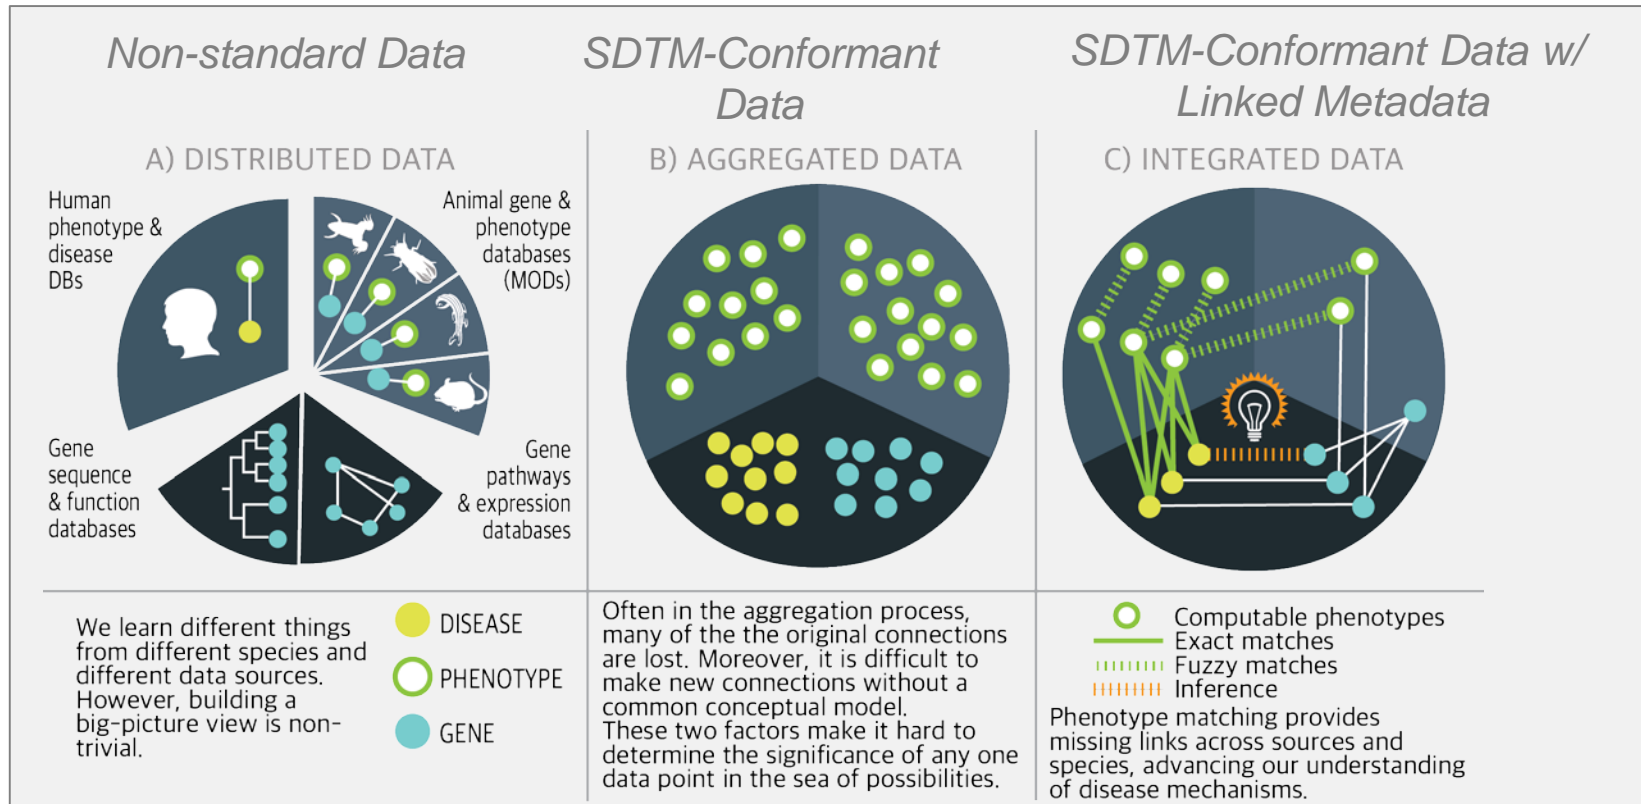 Non-standard Data
SDTM-Conformant
Data
SDTM-Conformant Data w/
Linked Metadata
A) DISTRIBUTED DATA
Human
phenotype &
disease
DBs
Animal gene &
phenotype
databases
(MODs)
Gene
sequence
& function
databases
Gene
pathways
& expression
databases
B) AGGREGATED DATA
C) INTEGRATED DATA
We learn different things
from different species and
different data sources.
However, building a
big-picture view is non-
trivial.
DISEASE
PHENOTYPE
GENE
Often in the aggregation process,
many of the the original connections
are lost. Moreover, it is difficult to
make new connections without a
common conceptual model.
These two factors make it hard to
determine the significance of any one
data point in the sea of possibilities.
Computable phenotypes
Exact matches
Fuzzy matches
Inference
Phenotype matching provides
missing links across sources and
species, advancing our understanding
of disease mechanisms.